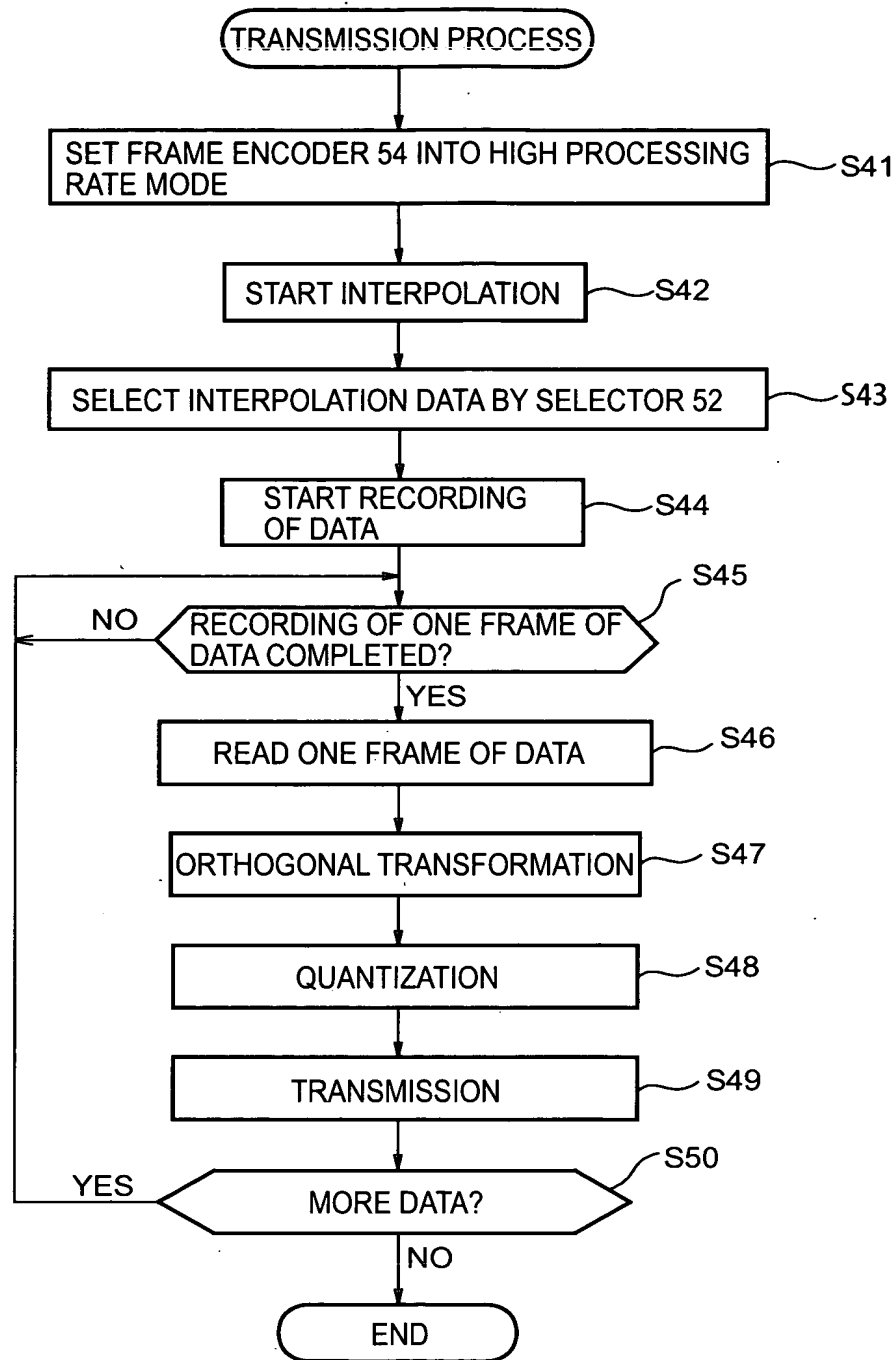 TRANSMISSION PROCESS
SET FRAME ENCODER 54 INTO HIGH PROCESSING
RATE MODE
S41
START INTERPOLATION
S42
SELECT INTERPOLATION DATA BY SELECTOR 52
S43
START RECORDING
OF DATA
S44
S45
NO
RECORDING OF ONE FRAME OF
DATA COMPLETED?
YES
READ ONE FRAME OF DATA
S46
ORTHOGONAL TRANSFORMATION
S47
QUANTIZATION
S48
TRANSMISSION
S49
S50
YES
MORE DATA?
NO
END